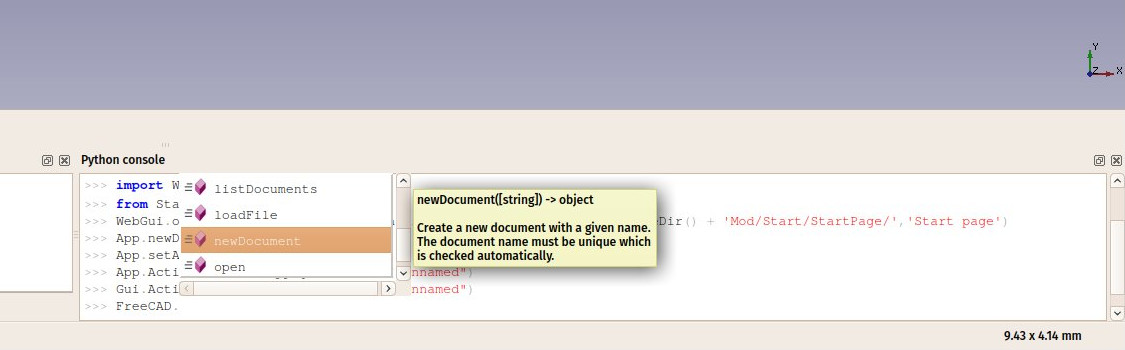 Y
Z X
Python console
>>> import W
>>> from Sta
>>> WebGui.o Dir() + 'Mod/Start/StartPage/','Start page')
>>> App.newD
>>> App.setA
>>> App.Acti nnamed")
>>> Gui.Acti nnamed")
>>> FreeCAD.
listDocuments
loadFile
newDocument
open
newDocument([string]) -> object
Create a new document with a given name.
The document name must be unique which
is checked automatically.
9.43 x 4.14 mm